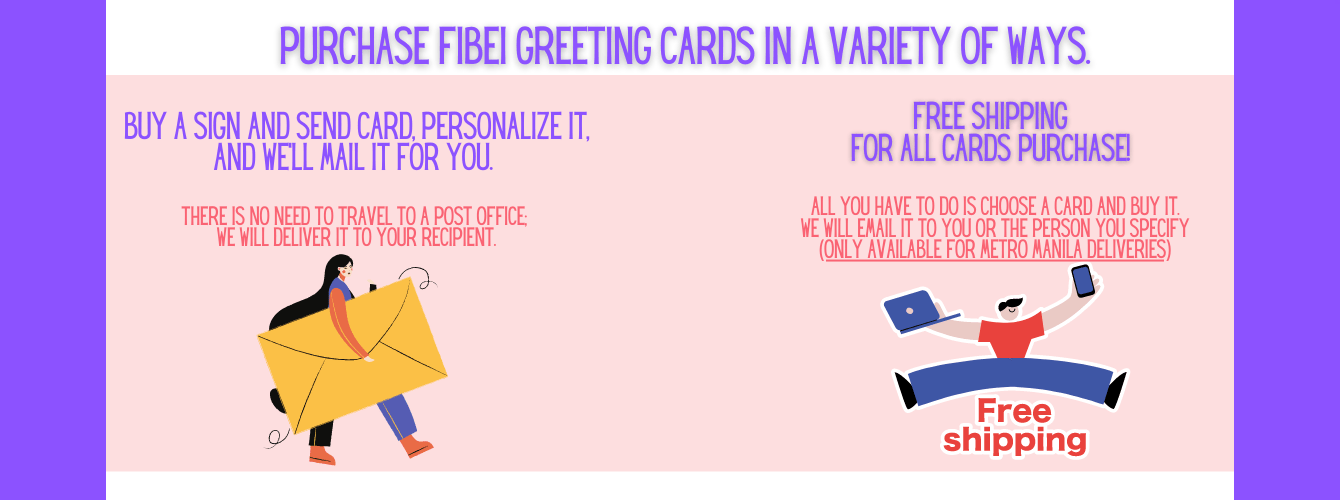 PURCHASE FIBEI GREETING CARDS IN A VARIETY OF WAYS.
BUY A SIGN AND SEND CARD, PERSONALIZE IT,
AND WE'LL MAIL IT FOR YOU.
THERE IS NO NEED TO TRAVEL TO A POST OFFICE;
WE WILL DELIVER IT TO YOUR RECIPIENT.
FREE SHIPPING
FOR ALL CARDS PURCHASE!
ALL YOU HAVE TO DO IS CHOOSE A CARD AND BUY IT.
WE WILL EMAIL IT TO YOU OR THE PERSON YOU SPECIFY
(ONLY AVAILABLE FOR METRO MANILA DELIVERIES)
Free
shipping